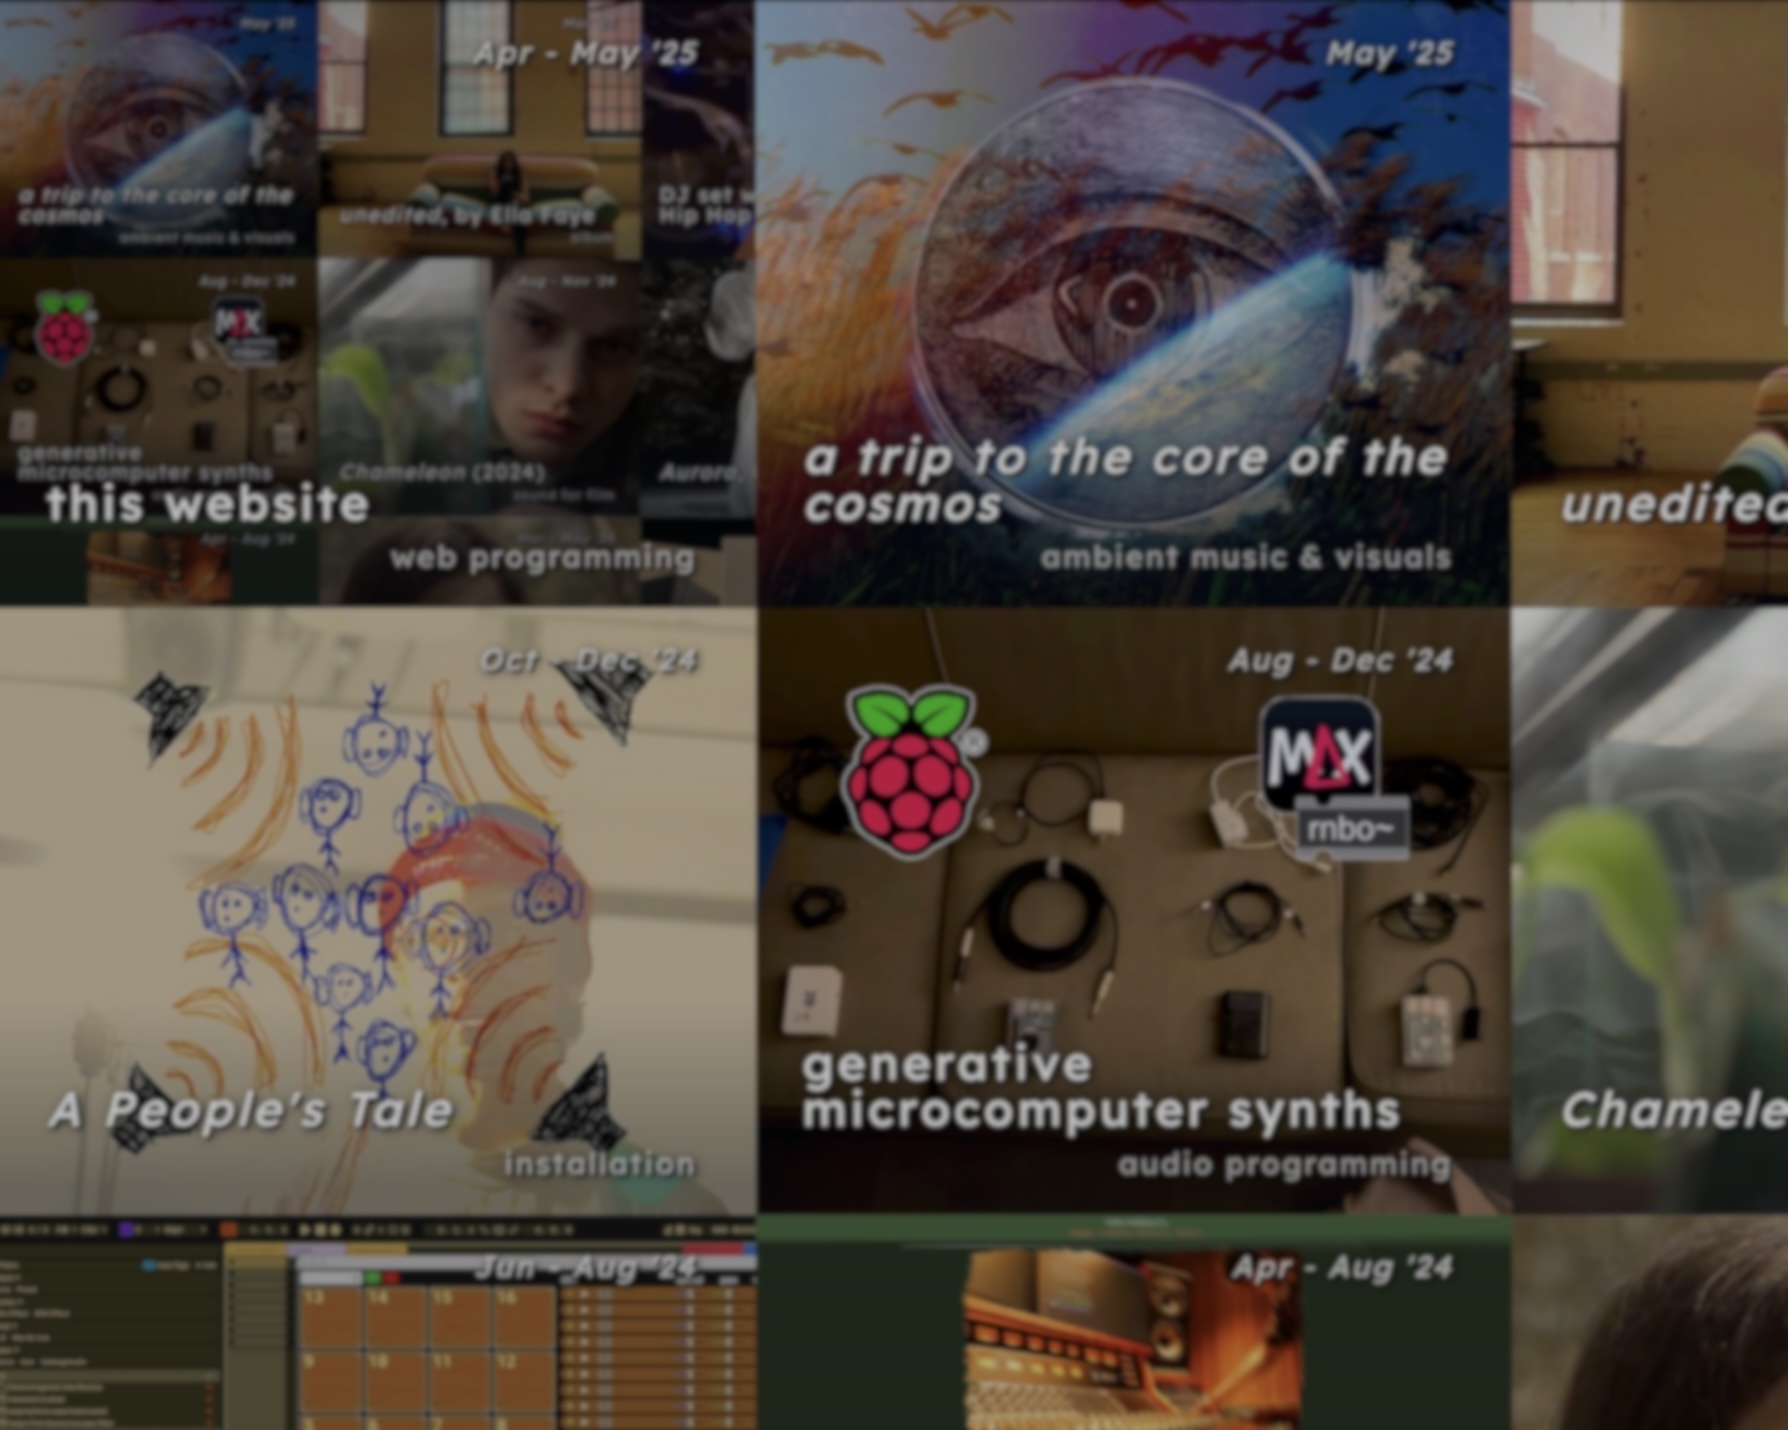 May '25
Apr - May '25
a trip to the core of the
cosmos
ambient music & visuals
unedited, by Ella Faye
album
DJ set w
Hip Hop
Aug - Dec '24
MAX
generative
microcomputer synths
Aug - Nov '24
Chameleon (2024)
sound for film
Aurora,
this website
Apr - Aug '24
web programming
May '25
a trip to the core of the
cosmos
ambient music & visuals
unedited
Oct - Dec '24
A People's Tale
installation
Aug - Dec '24
MAX
rnbo~
generative
microcomputer synths
audio programming
Chamele
Jun - Aug '24
13 14 15 16
9 10 11 12
Apr - Aug '24